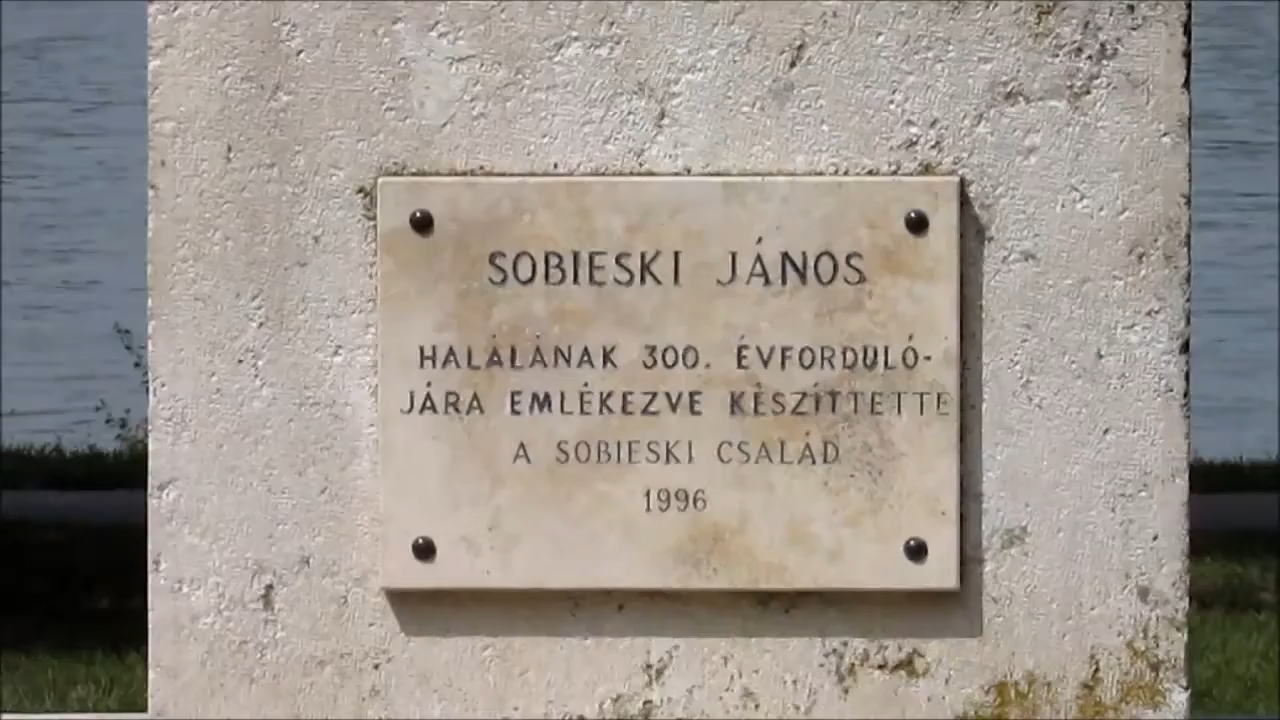 SOBIESKI JÁNOS
HALÁLÁNAK 300. ÉVFORDULÓ-
JÁRA EMLÉKEZVE KÉSZÍTTETTE
A SOBIESKI CSALÁD
1996